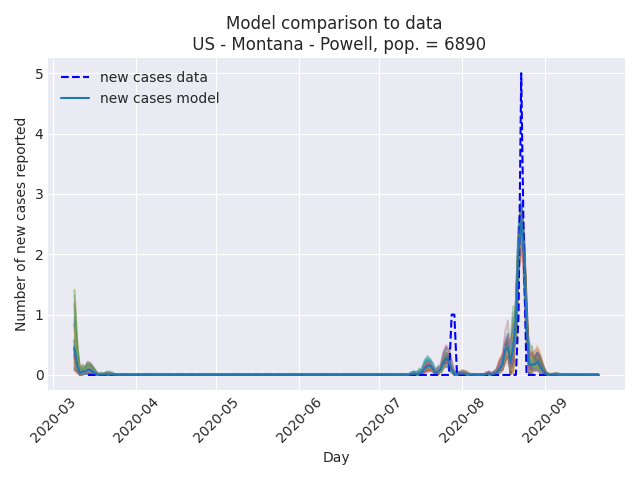 Model comparison to data
US - Montana - Powell, pop. = 6890
new cases data
new cases model
Number of new cases reported
5
4
3
2
1
0
2020-03
2020-04
2020-05
2020-06
2020-07
2020-08
2020-09
Day